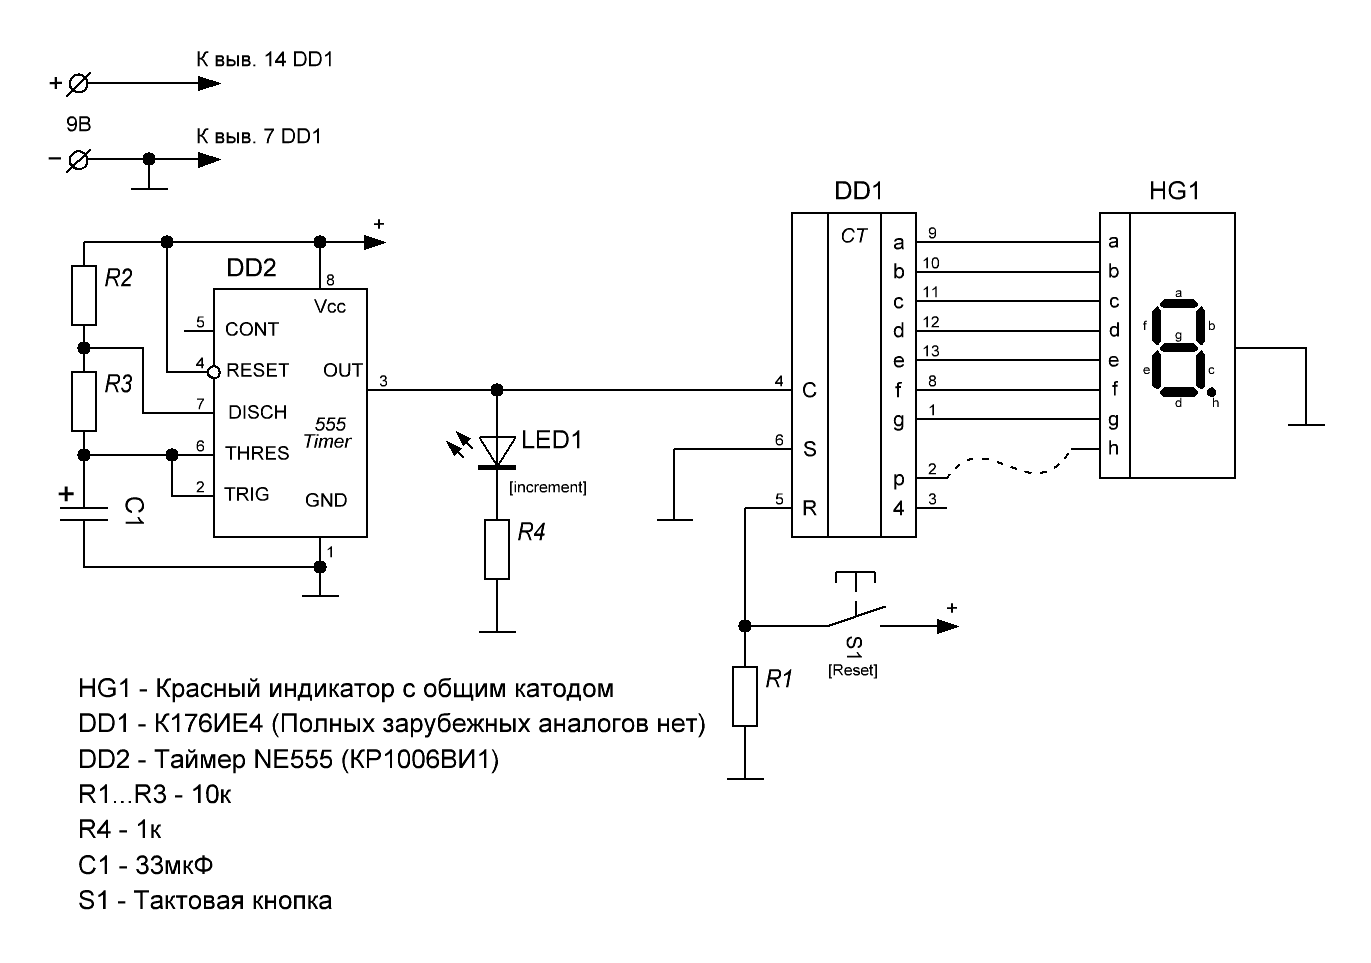 К выв. 14 DD1
+
9В
К выв. 7 DD1
−
+
DD2
R2
8
Vcc
5 CONT
4 RESET OUT 3
R3
7 DISCH
555
Timer
6 THRES
2 TRIG
GND
+
C1
1
LED1
[increment]
R4
DD1
CT
a 9
b 10
c 11
d 12
e 13
f 8
g 1
p 2
4 3
4 C
6 S
5 R
HG1
a
b
c
d
e
f
g
h
a
f b
g
e c
d h
+
S1
[Reset]
R1
HG1 - Красный индикатор с общим катодом
DD1 - К176ИЕ4 (Полных зарубежных аналогов нет)
DD2 - Таймер NE555 (КР1006ВИ1)
R1...R3 - 10к
R4 - 1к
C1 - 33мкФ
S1 - Тактовая кнопка